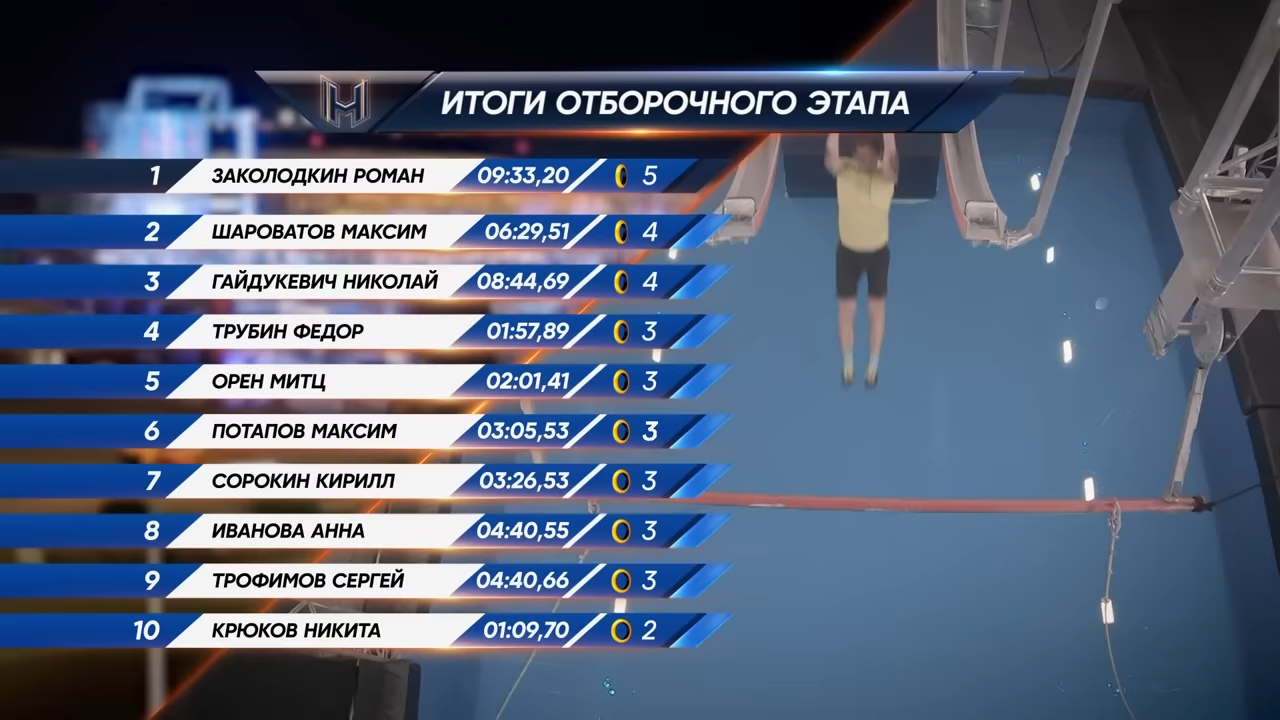 ИТОГИ ОТБОРОЧНОГО ЭТАПА
1 ЗАКОЛОДКИН РОМАН 09:33,20 5
2 ШАРОВАТОВ МАКСИМ 06:29,51 4
3 ГАЙДУКЕВИЧ НИКОЛАЙ 08:44,69 4
4 ТРУБИН ФЕДОР 01:57,89 3
5 ОРЕН МИТЦ 02:01,41 3
6 ПОТАПОВ МАКСИМ 03:05,53 3
7 СОРОКИН КИРИЛЛ 03:26,53 3
8 ИВАНОВА АННА 04:40,55 3
9 ТРОФИМОВ СЕРГЕЙ 04:40,66 3
10 КРЮКОВ НИКИТА 01:09,70 2